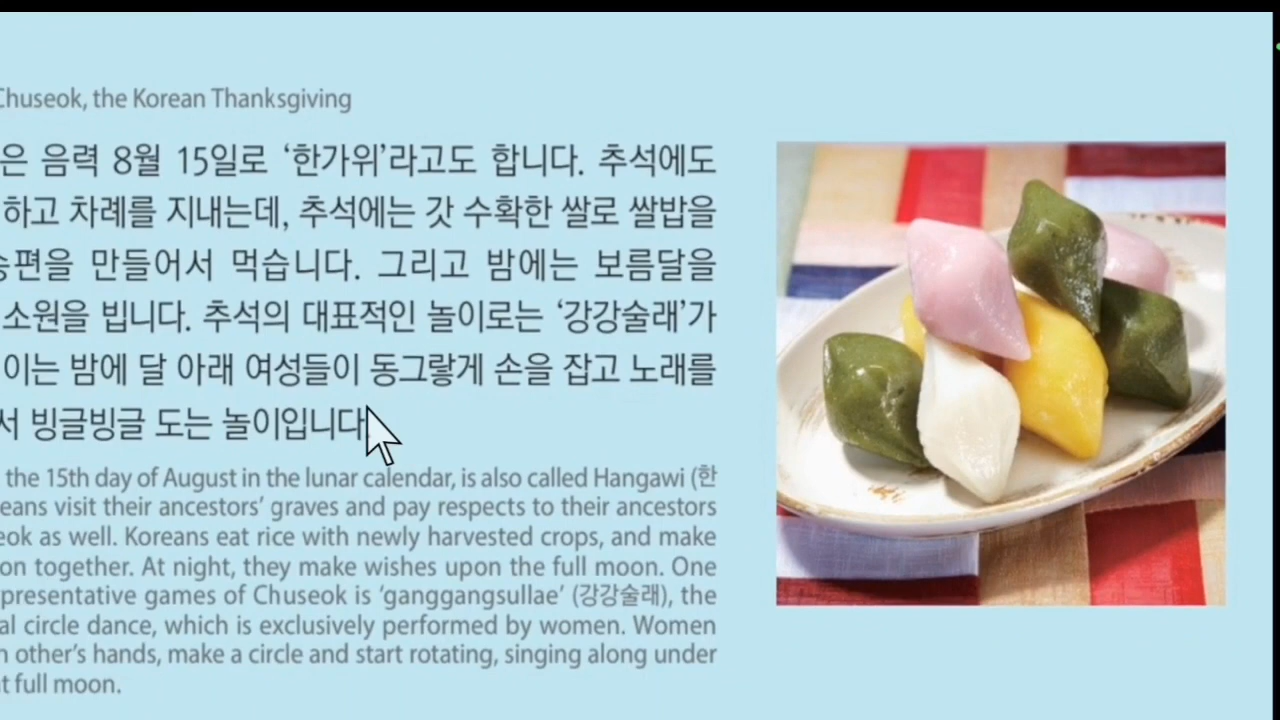 Chuseok, the Korean Thanksgiving
은 음력 8월 15일로 ‘한가위’라고도 합니다. 추석에도
하고 차례를 지내는데, 추석에는 갓 수확한 쌀로 쌀밥을
송편을 만들어서 먹습니다. 그리고 밤에는 보름달을
소원을 빕니다. 추석의 대표적인 놀이로는 ‘강강술래’가
이는 밤에 달 아래 여성들이 동그랗게 손을 잡고 노래를
서 빙글빙글 도는 놀이입니다
the 15th day of August in the lunar calendar, is also called Hangawi (한
eans visit their ancestors’ graves and pay respects to their ancestors
eok as well. Koreans eat rice with newly harvested crops, and make
on together. At night, they make wishes upon the full moon. One
presentative games of Chuseok is ‘ganggangsullae’ (강강술래), the
al circle dance, which is exclusively performed by women. Women
other’s hands, make a circle and start rotating, singing along under
t full moon.